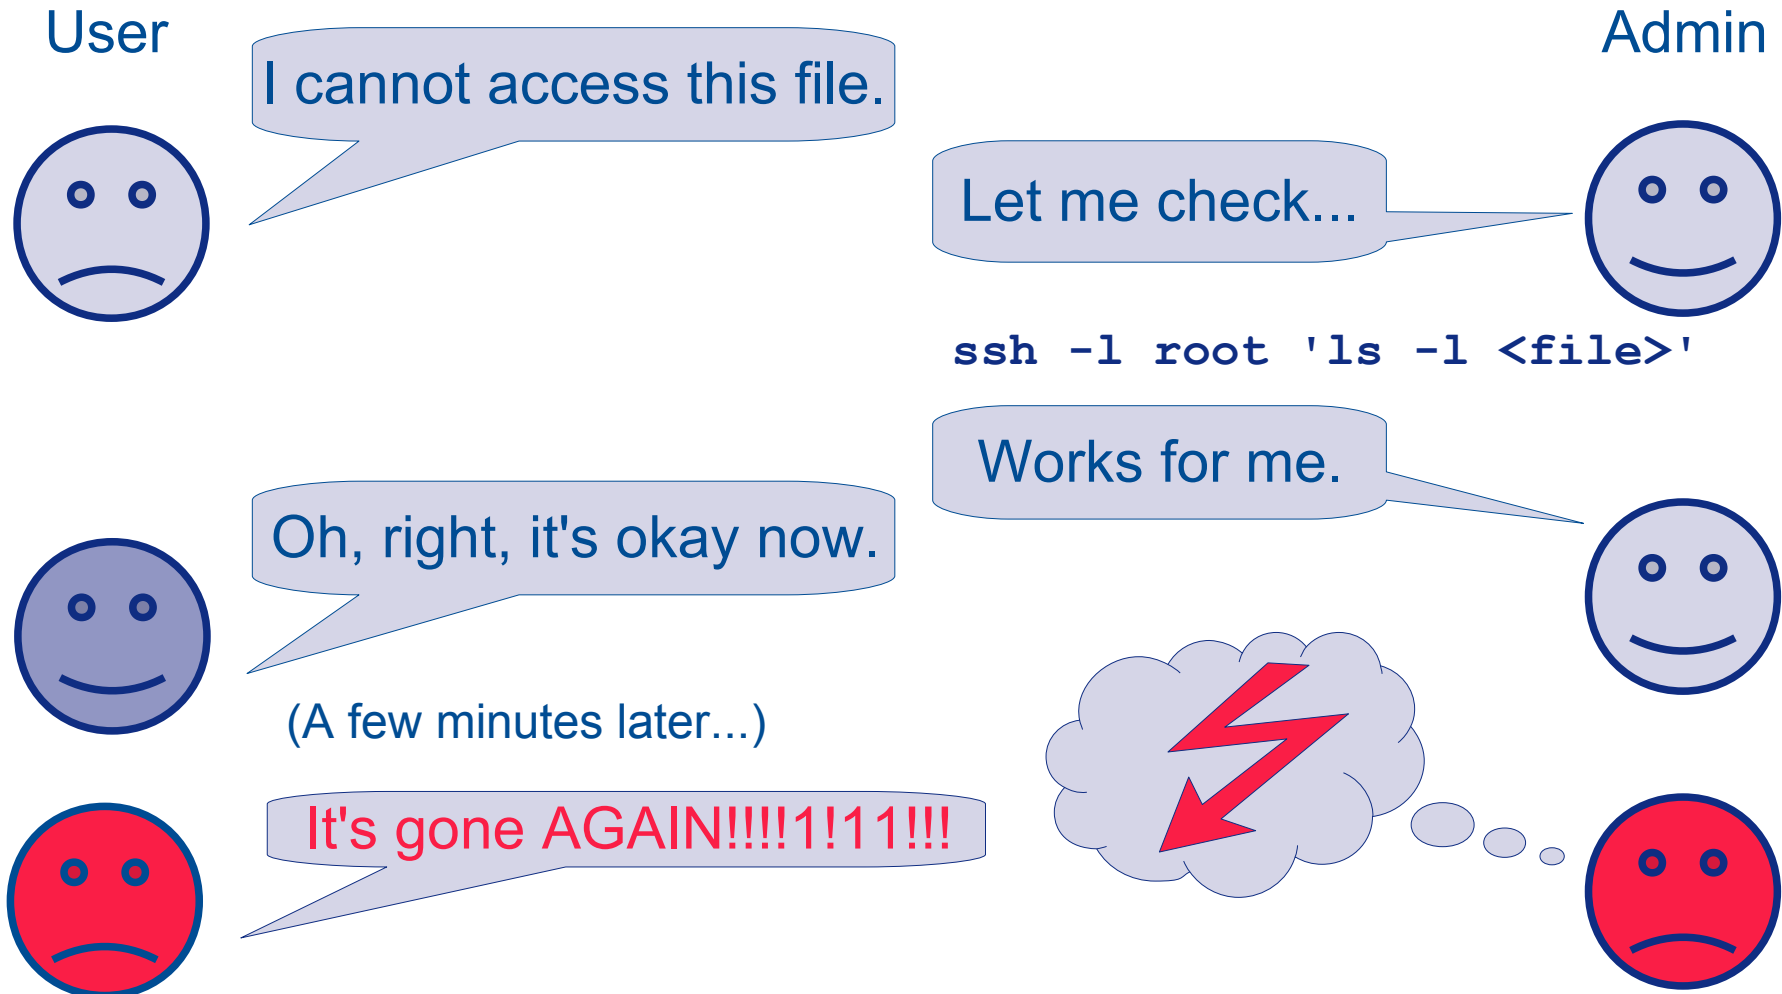 User
Admin
I cannot access this file.
Let me check...
ssh -l root 'ls -l <file>'
Works for me.
Oh, right, it's okay now.
(A few minutes later...)
It's gone AGAIN!!!!1!11!!!